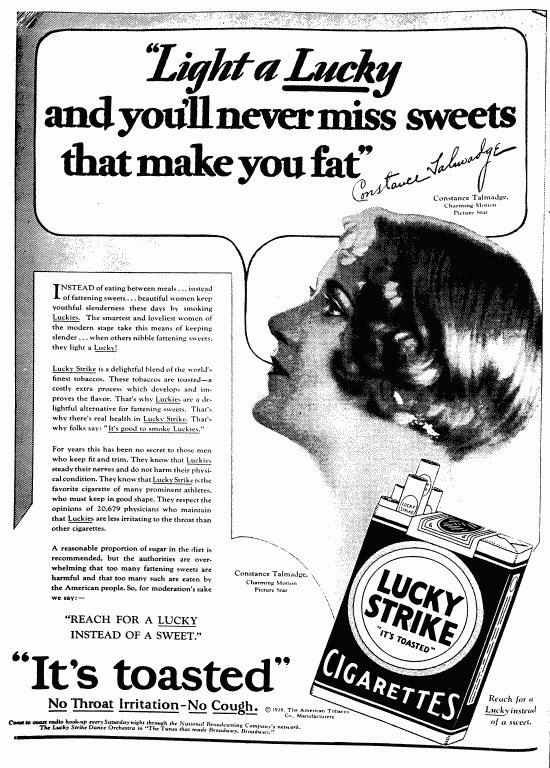 "Light a Lucky
and you'll never miss sweets
that make you fat"
Constance Talmadge
Constance Talmadge,
Charming Motion
Picture Star
INSTEAD of eating between meals . . . instead
of fattening sweets . . . beautiful women keep
youthful slenderness these days by smoking
Luckies. The smartest and loveliest women of
the modern stage take this means of keeping
slender . . . when others nibble fattening sweets,
they light a Lucky!
Lucky Strike is a delightful blend of the world's
finest tobaccos. These tobaccos are toasted—a
costly extra process which develops and im-
proves the flavor. That's why Luckies are a de-
lightful alternative for fattening sweets. That's
why there's real health in Lucky Strike. That's
why folks say: "It's good to smoke Luckies."
For years this has been no secret to those men
who keep fit and trim. They know that Luckies
steady their nerves and do not harm their physi-
cal condition. They know that Lucky Strike is the
favorite cigarette of many prominent athletes,
who must keep in good shape. They respect the
opinions of 20,679 physicians who maintain
that Luckies are less irritating to the throat than
other cigarettes.
A reasonable proportion of sugar in the diet is
recommended, but the authorities are over-
whelming that too many fattening sweets are
harmful and that too many such are eaten by
the American people. So, for moderation's sake
we say:—
"REACH FOR A LUCKY
INSTEAD OF A SWEET."
Constance Talmadge,
Charming Motion
Picture Star
LUCKY
STRIKE
"IT'S TOASTED"
CIGARETTES
"It's toasted"
No Throat Irritation-No Cough.
© 1929, The American Tobacco
Co., Manufacturers
Reach for a
Lucky instead
of a sweet.
Coast to coast radio hook-up every Saturday night through the National Broadcasting Company's network.
The Lucky Strike Dance Orchestra in "The Tunes that made Broadway, Broadway."